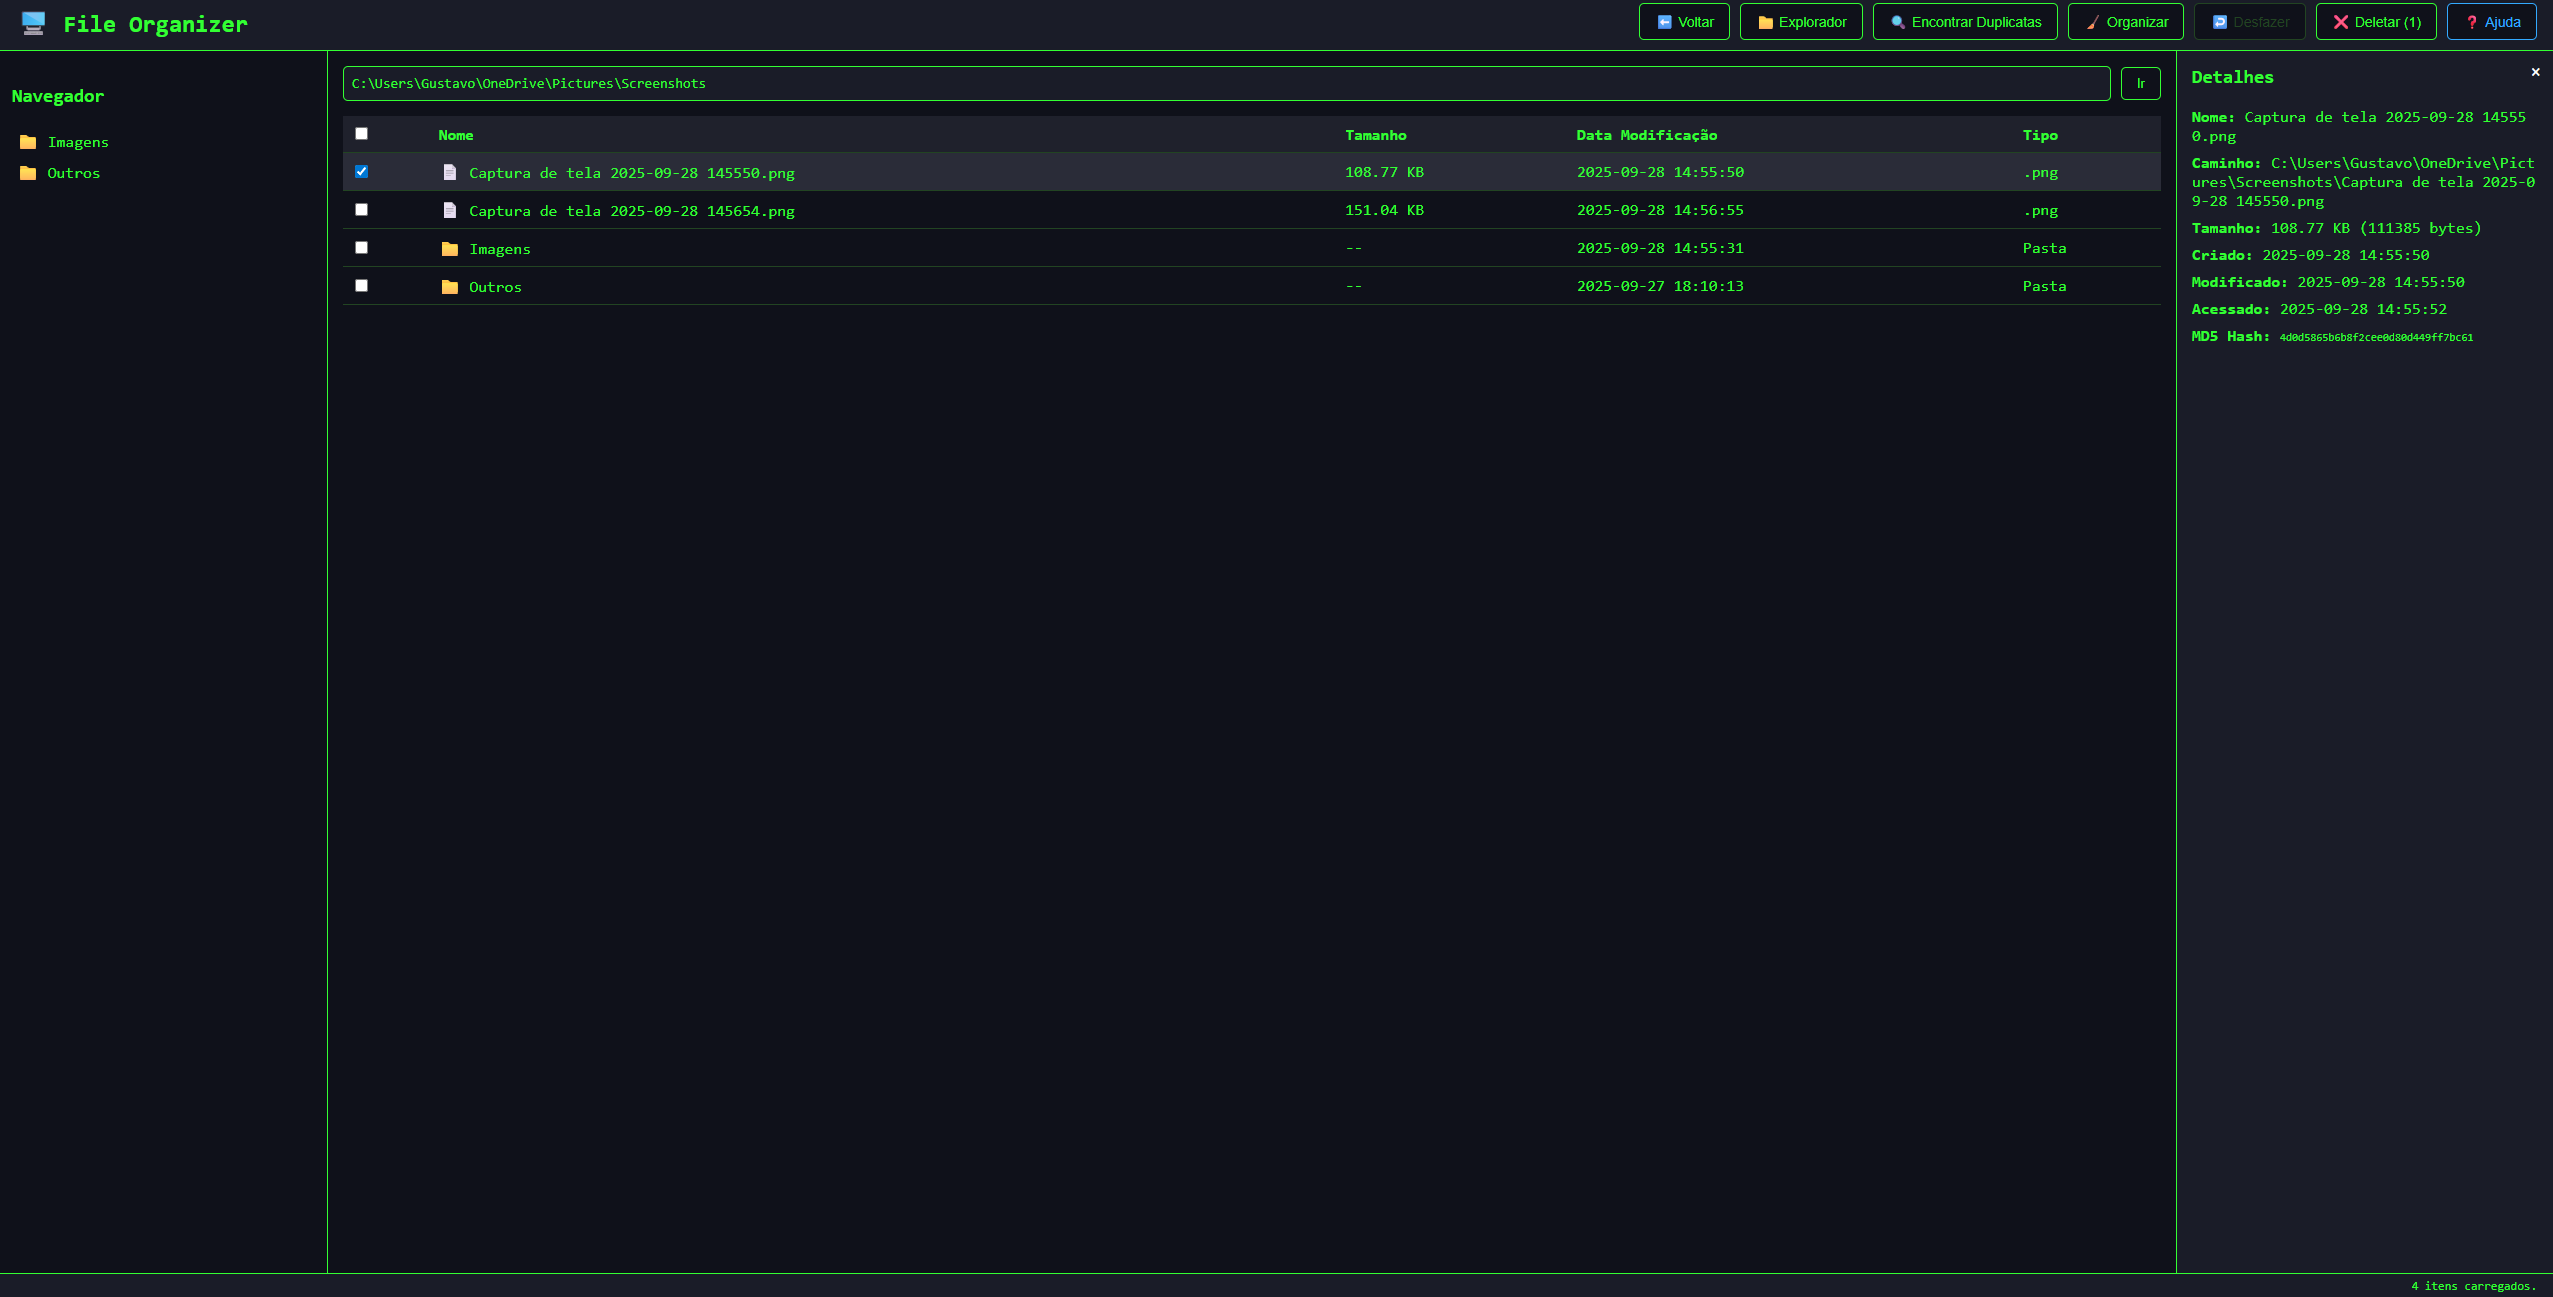 File Organizer
Voltar
Explorador
Encontrar Duplicatas
Organizar
Desfazer
Deletar (1)
Ajuda
Navegador
Imagens
Outros
C:\Users\Gustavo\OneDrive\Pictures\Screenshots
Ir
Nome Tamanho Data Modificação Tipo
Captura de tela 2025-09-28 145550.png 108.77 KB 2025-09-28 14:55:50 .png
Captura de tela 2025-09-28 145654.png 151.04 KB 2025-09-28 14:56:55 .png
Imagens -- 2025-09-28 14:55:31 Pasta
Outros -- 2025-09-27 18:10:13 Pasta
Detalhes ×
Nome: Captura de tela 2025-09-28 14555
0.png
Caminho: C:\Users\Gustavo\OneDrive\Pict
ures\Screenshots\Captura de tela 2025-0
9-28 145550.png
Tamanho: 108.77 KB (111385 bytes)
Criado: 2025-09-28 14:55:50
Modificado: 2025-09-28 14:55:50
Acessado: 2025-09-28 14:55:52
MD5 Hash: 4d0d5865b6b8f2cee0d80d449ff7bc61
4 itens carregados.